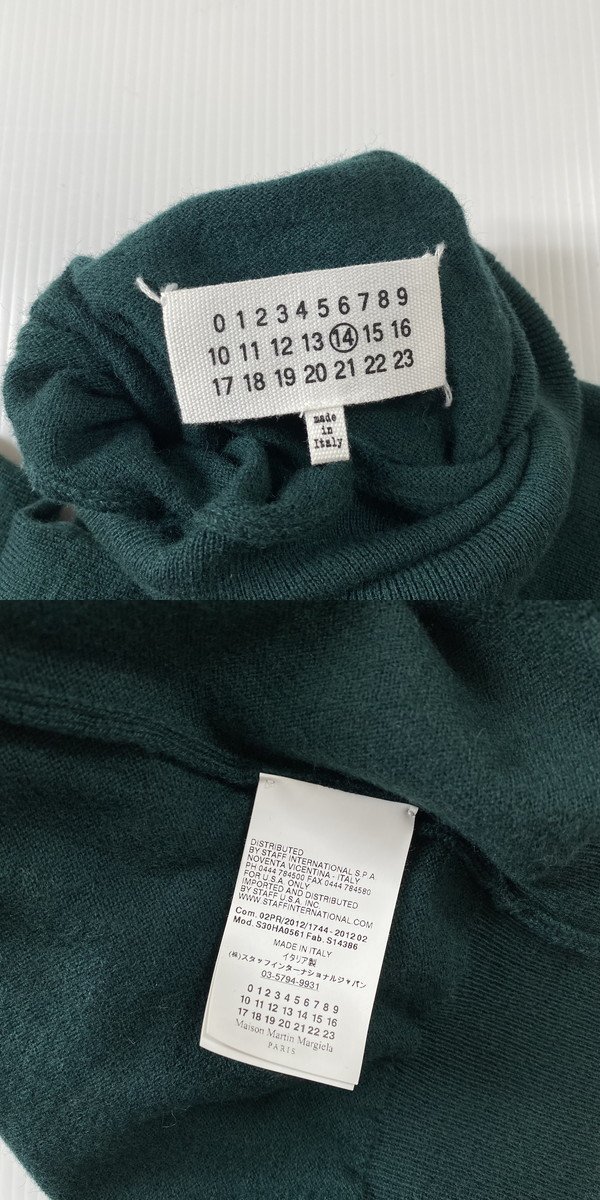 0 1 2 3 4 5 6 7 8 9
10 11 12 13 14 15 16
17 18 19 20 21 22 23
made
in
Italy
DISTRIBUTED
BY STAFF INTERNATIONAL S.P.A
NOVENTA VICENTINA - ITALY
PH 0444 784500 FAX 0444 784580
FOR U.S.A. ONLY
IMPORTED AND DISTRIBUTED
BY STAFF U.S.A. INC
WWW.STAFFINTERNATIONAL.COM
Com. 02PR/2012/1744 - 2012 02
Mod. S30HA0561 Fab. S14386
MADE IN ITALY
イタリア製
(株)スタッフインターナショナルジャパン
03-5794-9931
0 1 2 3 4 5 6 7 8 9
10 11 12 13 14 15 16
17 18 19 20 21 22 23
Maison Martin Margiela
PARIS